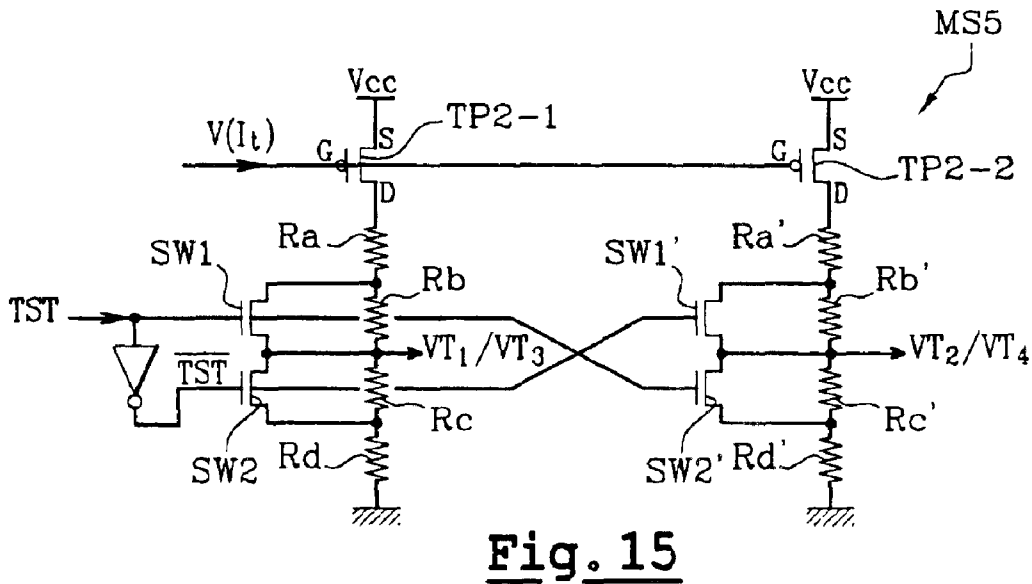 MS5
Vcc
Vcc
TP2-1
V(It)
G
S
D
G
S
D
TP2-2
Ra
Ra'
SW1
SW1'
Rb
Rb'
TST
VT1/VT3
VT2/VT4
TST
Rc
Rc'
SW2
Rd
SW2'
Rd'
Fig. 15